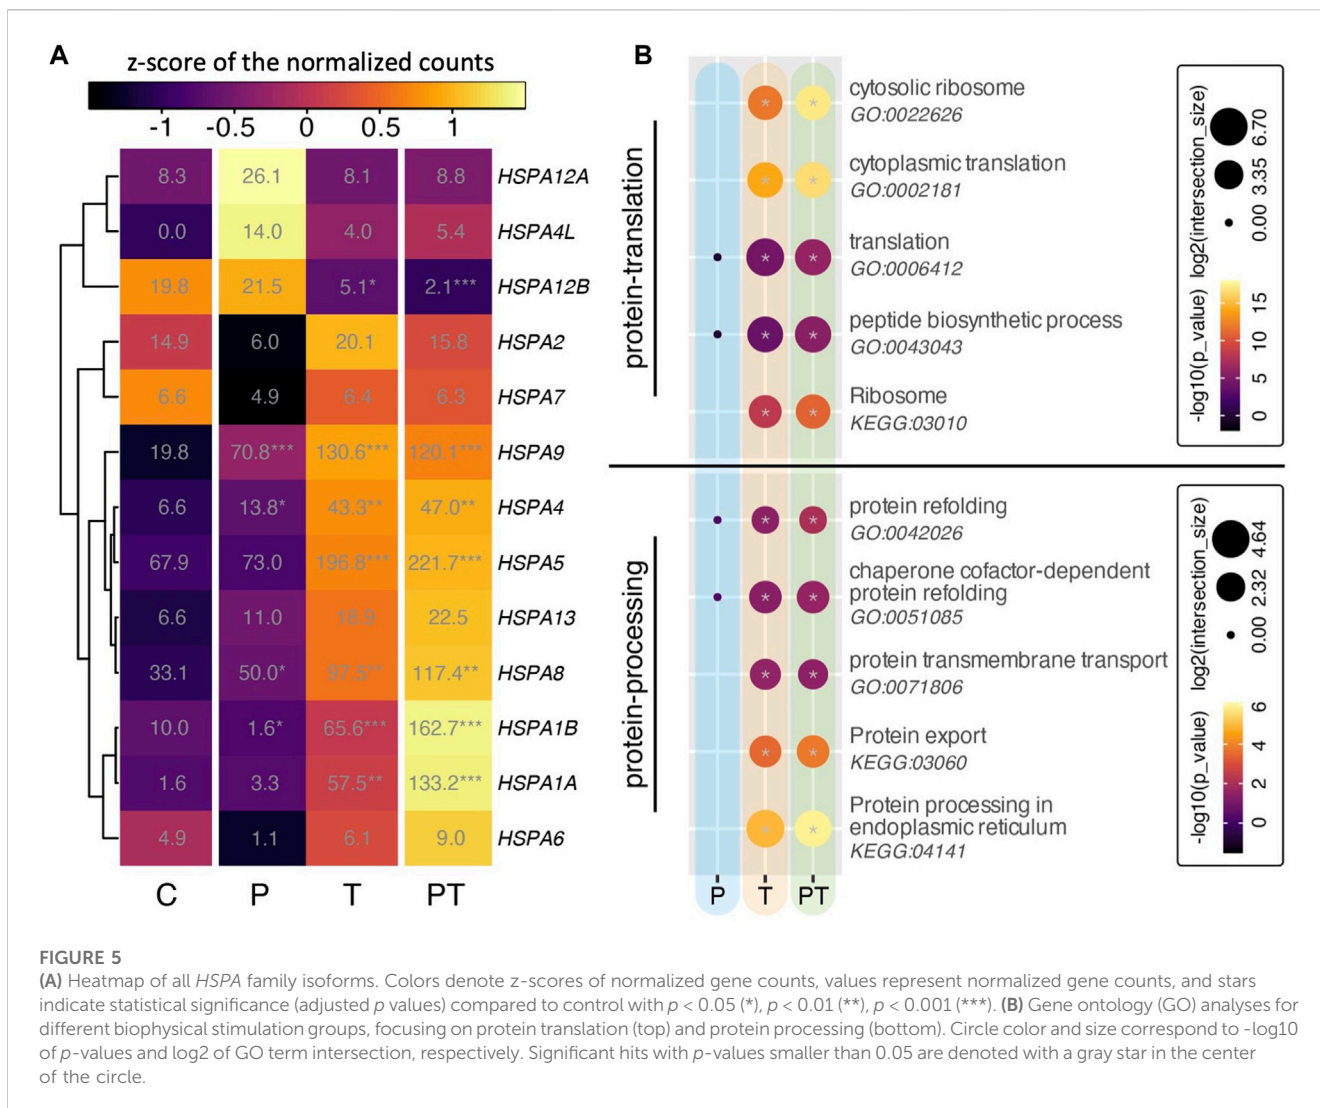 A
z-score of the normalized counts
-1 -0.5 0 0.5 1
8.3 26.1 8.1 8.8 HSPA12A
0.0 14.0 4.0 5.4 HSPA4L
19.8 21.5 5.1* 2.1*** HSPA12B
14.9 6.0 20.1 15.8 HSPA2
6.6 4.9 6.4 6.3 HSPA7
19.8 70.8*** 130.6*** 120.1*** HSPA9
6.6 13.8* 43.3** 47.0** HSPA4
67.9 73.0 196.8*** 221.7*** HSPA5
6.6 11.0 18.9 22.5 HSPA13
33.1 50.0* 97.5** 117.4** HSPA8
10.0 1.6* 65.6*** 162.7*** HSPA1B
1.6 3.3 57.5** 133.2*** HSPA1A
4.9 1.1 6.1 9.0 HSPA6
C P T PT
B
protein-translation
* * cytosolic ribosome
GO:0022626
* * cytoplasmic translation
GO:0002181
* * translation
GO:0006412
* * peptide biosynthetic process
GO:0043043
* * Ribosome
KEGG:03010
protein-processing
* * protein refolding
GO:0042026
chaperone cofactor-dependent
* * protein refolding
GO:0051085
* * protein transmembrane transport
GO:0071806
* * Protein export
KEGG:03060
Protein processing in
* * endoplasmic reticulum
KEGG:04141
P T PT
log2(intersection_size)
0.00 3.35 6.70
-log10(p_value)
0 5 10 15
log2(intersection_size)
0.00 2.32 4.64
-log10(p_value)
0 2 4 6
FIGURE 5
(A) Heatmap of all HSPA family isoforms. Colors denote z-scores of normalized gene counts, values represent normalized gene counts, and stars
indicate statistical significance (adjusted p values) compared to control with p < 0.05 (*), p < 0.01 (**), p < 0.001 (***). (B) Gene ontology (GO) analyses for
different biophysical stimulation groups, focusing on protein translation (top) and protein processing (bottom). Circle color and size correspond to -log10
of p-values and log2 of GO term intersection, respectively. Significant hits with p-values smaller than 0.05 are denoted with a gray star in the center
of the circle.